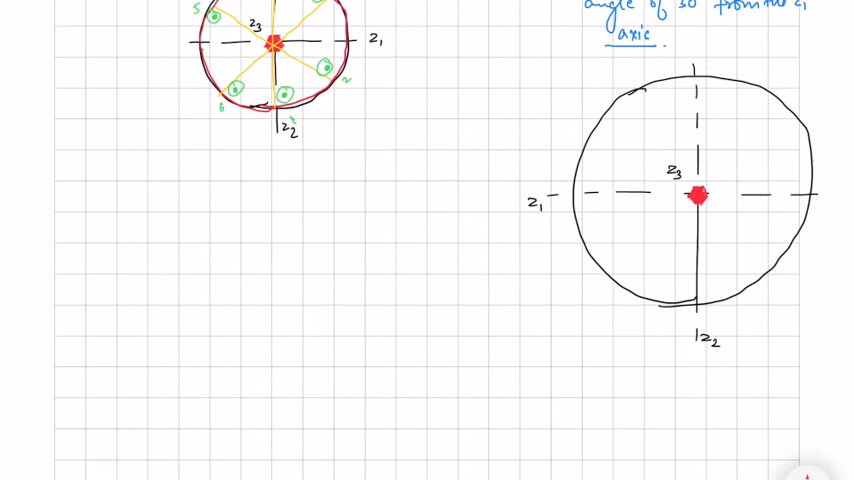 angle of 30° from the z₁
axis.
5
z₃
z₁
2
6
z₂
z₃
z₁
z₂